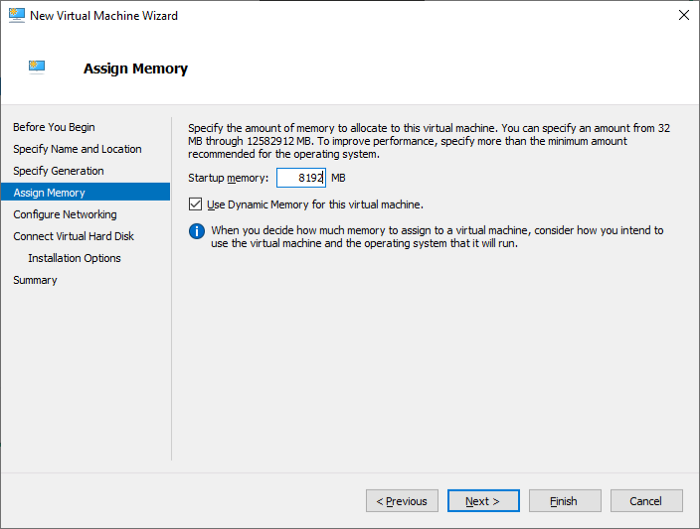 New Virtual Machine Wizard
Assign Memory
Before You Begin
Specify Name and Location
Specify Generation
Assign Memory
Configure Networking
Connect Virtual Hard Disk
Installation Options
Summary
Specify the amount of memory to allocate to this virtual machine. You can specify an amount from 32
MB through 12582912 MB. To improve performance, specify more than the minimum amount
recommended for the operating system.
Startup memory: 8192 MB
Use Dynamic Memory for this virtual machine.
When you decide how much memory to assign to a virtual machine, consider how you intend to
use the virtual machine and the operating system that it will run.
< Previous Next > Finish Cancel